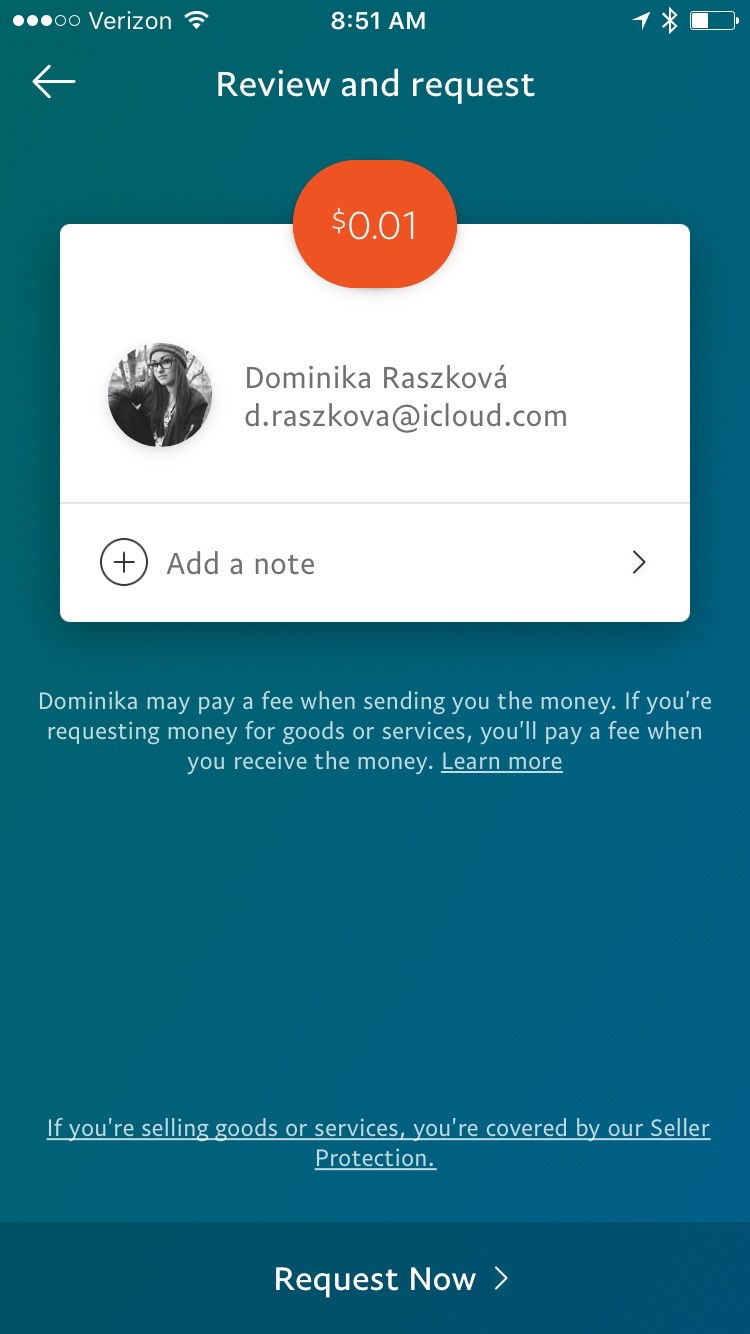 Verizon 8:51 AM
Review and request
$0.01
Dominika Raszková
d.raszkova@icloud.com
Add a note
Dominika may pay a fee when sending you the money. If you're
requesting money for goods or services, you'll pay a fee when
you receive the money. Learn more
If you're selling goods or services, you're covered by our Seller
Protection.
Request Now